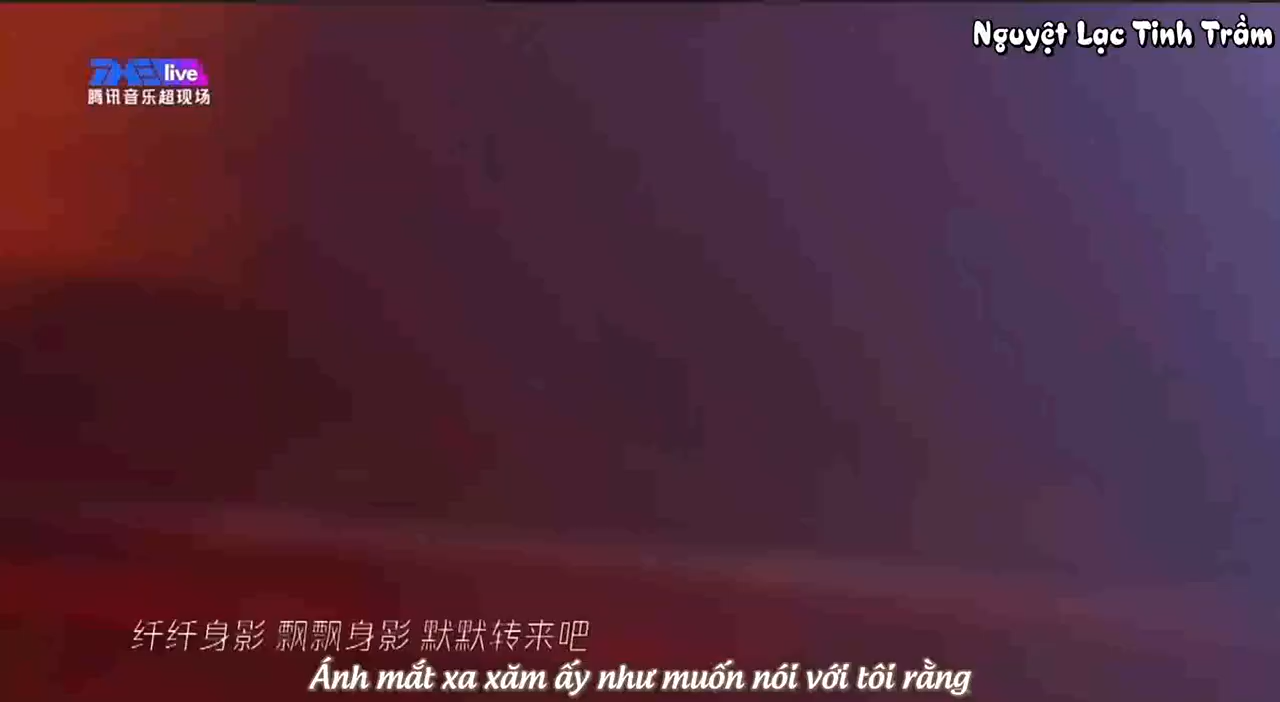 Nguyệt Lạc Tinh Trầm
live
腾讯音乐超现场
纤纤身影 飘飘身影 默默转来吧
Ánh mắt xa xăm ấy như muốn nói với tôi rằng